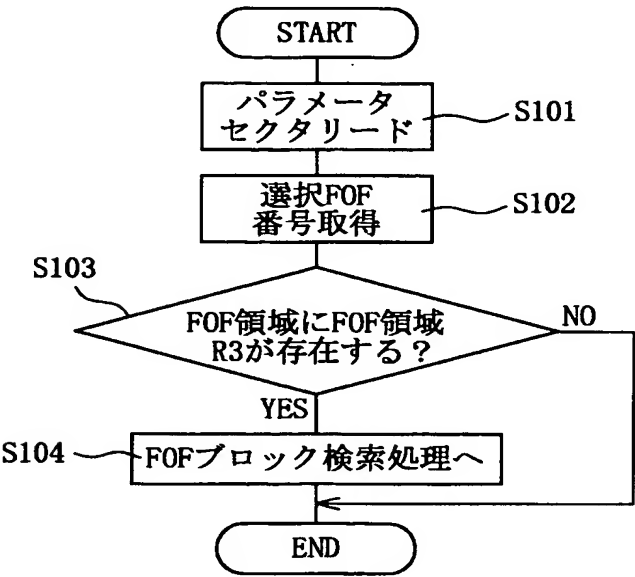 START
パラメータ
セクタリード
S101
選択FOF
番号取得
S102
S103
FOF領域にFOF領域
R3が存在する?
NO
YES
S104
FOFブロック検索処理へ
END